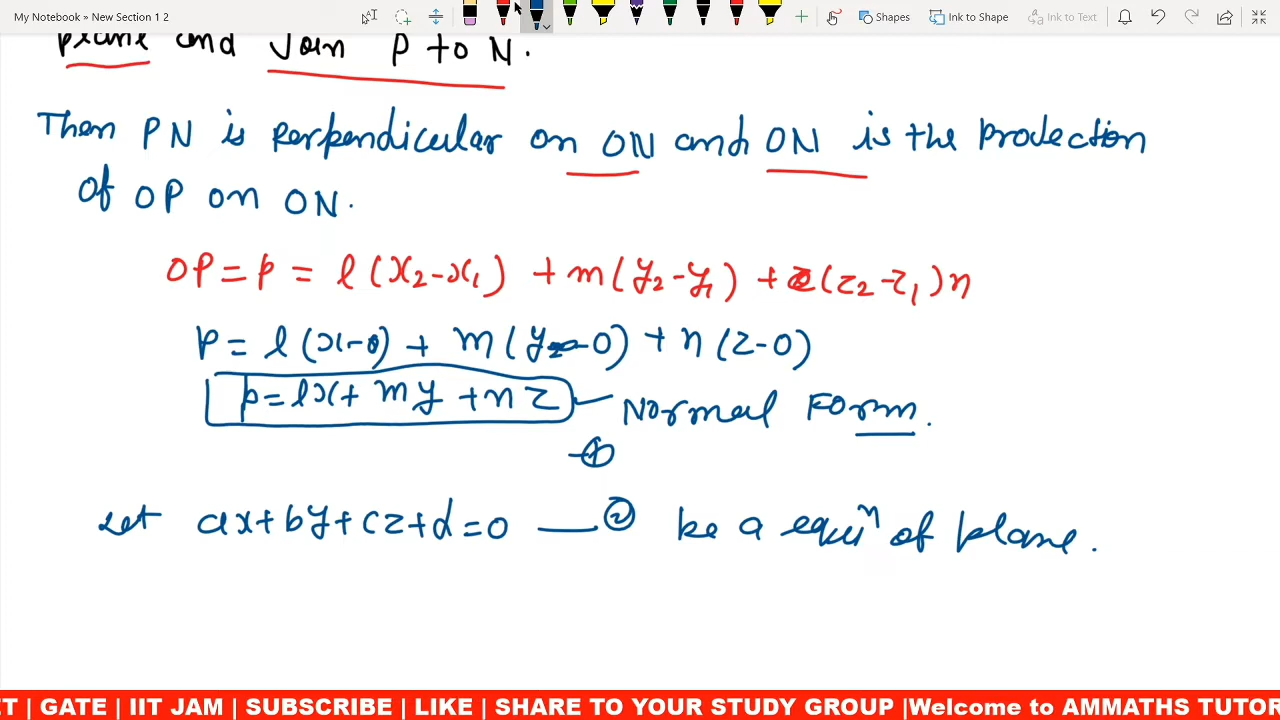 My Notebook » New Section 1 2
Shapes
Ink to Shape
Ink to Text
plane and Join P to N.
Then PN is Perpendicular on ON and ON is the Projection
of OP on ON.
OP = p = l(x₂-x₁) + m(y₂-y₁) + (z₂-z₁)n
p = l(x-0) + m(y-0) + n(z-0)
p = lx + my + nz — Normal Form.
—①
Let ax+by+cz+d=0 —② be a equⁿ of plane.
ET | GATE | IIT JAM | SUBSCRIBE | LIKE | SHARE TO YOUR STUDY GROUP |Welcome to AMMATHS TUTOR